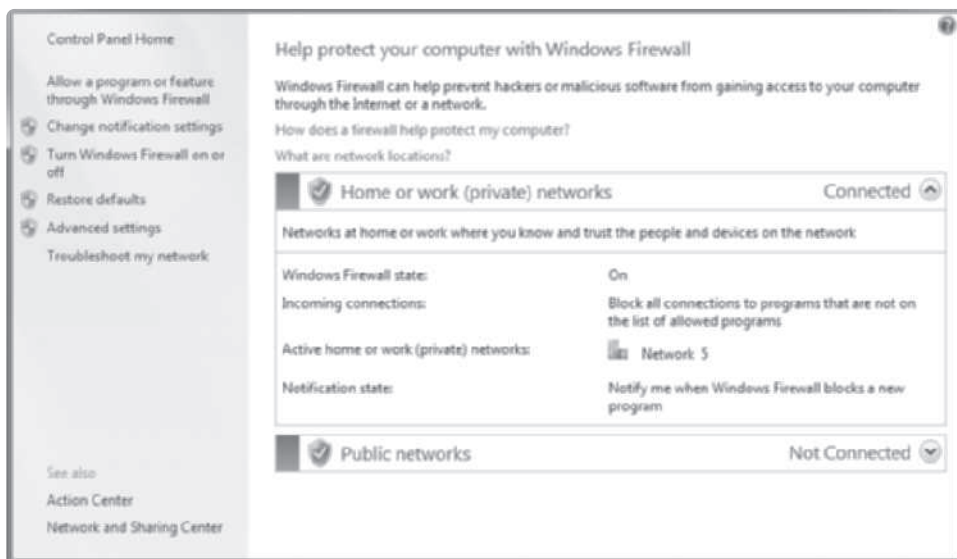 Control Panel Home
Allow a program or feature
through Windows Firewall
Change notification settings
Turn Windows Firewall on or
off
Restore defaults
Advanced settings
Troubleshoot my network
See also
Action Center
Network and Sharing Center
Help protect your computer with Windows Firewall
Windows Firewall can help prevent hackers or malicious software from gaining access to your computer
through the Internet or a network.
How does a firewall help protect my computer?
What are network locations?
Home or work (private) networks Connected
Networks at home or work where you know and trust the people and devices on the network
Windows Firewall state: On
Incoming connections: Block all connections to programs that are not on
the list of allowed programs
Active home or work (private) networks: Network 5
Notification state: Notify me when Windows Firewall blocks a new
program
Public networks Not Connected